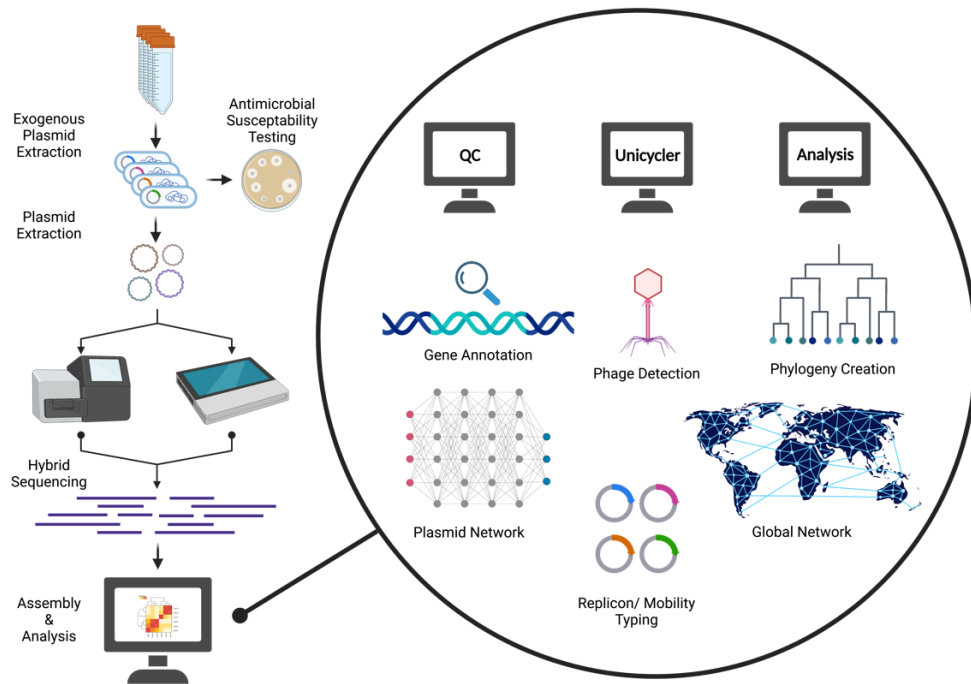 Exogenous
Plasmid
Extraction
Antimicrobial
Susceptability
Testing
Plasmid
Extraction
Hybrid
Sequencing
Assembly
&
Analysis
QC
Unicycler
Analysis
Gene Annotation
Phage Detection
Phylogeny Creation
Plasmid Network
Replicon/ Mobility
Typing
Global Network